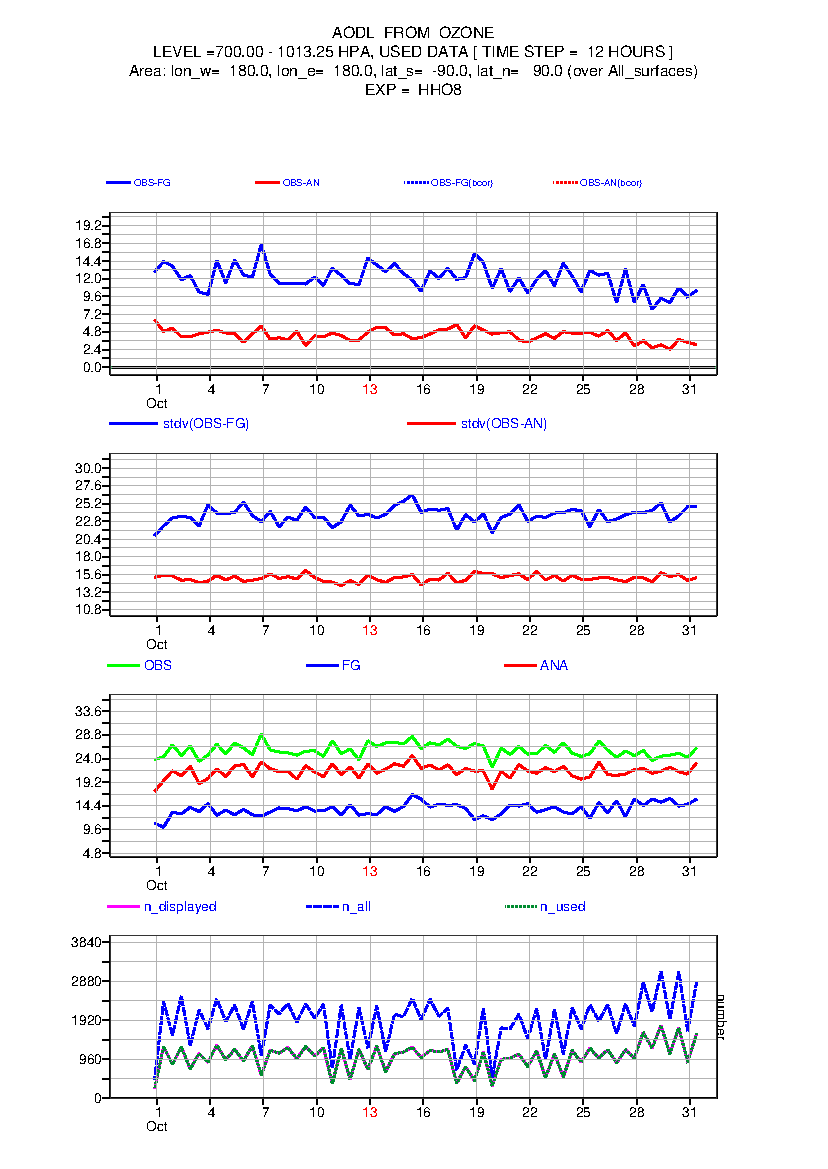 AODL FROM OZONE
LEVEL =700.00 - 1013.25 HPA, USED DATA [ TIME STEP = 12 HOURS ]
Area: lon_w= 180.0, lon_e= 180.0, lat_s= -90.0, lat_n= 90.0 (over All_surfaces)
EXP = HHO8
OBS-FG OBS-AN OBS-FG(bcor) OBS-AN(bcor)
19.2
16.8
14.4
12.0
9.6
7.2
4.8
2.4
0.0
1 4 7 10 13 16 19 22 25 28 31
Oct
stdv(OBS-FG) stdv(OBS-AN)
30.0
27.6
25.2
22.8
20.4
18.0
15.6
13.2
10.8
1 4 7 10 13 16 19 22 25 28 31
Oct
OBS FG ANA
33.6
28.8
24.0
19.2
14.4
9.6
4.8
1 4 7 10 13 16 19 22 25 28 31
Oct
n_displayed n_all n_used
3840
2880
1920
960
0
number
1 4 7 10 13 16 19 22 25 28 31
Oct